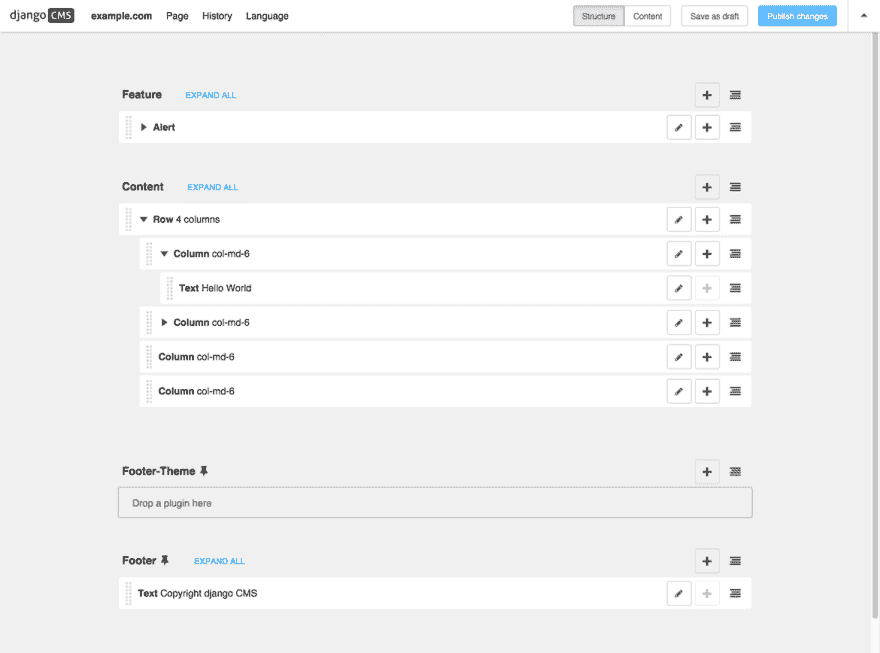 django CMS example.com Page History Language Structure Content Save as draft Publish changes
Feature EXPAND ALL
Alert
Content EXPAND ALL
Row 4 columns
Column col-md-6
Text Hello World
Column col-md-6
Column col-md-6
Column col-md-6
Footer-Theme
Drop a plugin here
Footer EXPAND ALL
Text Copyright django CMS